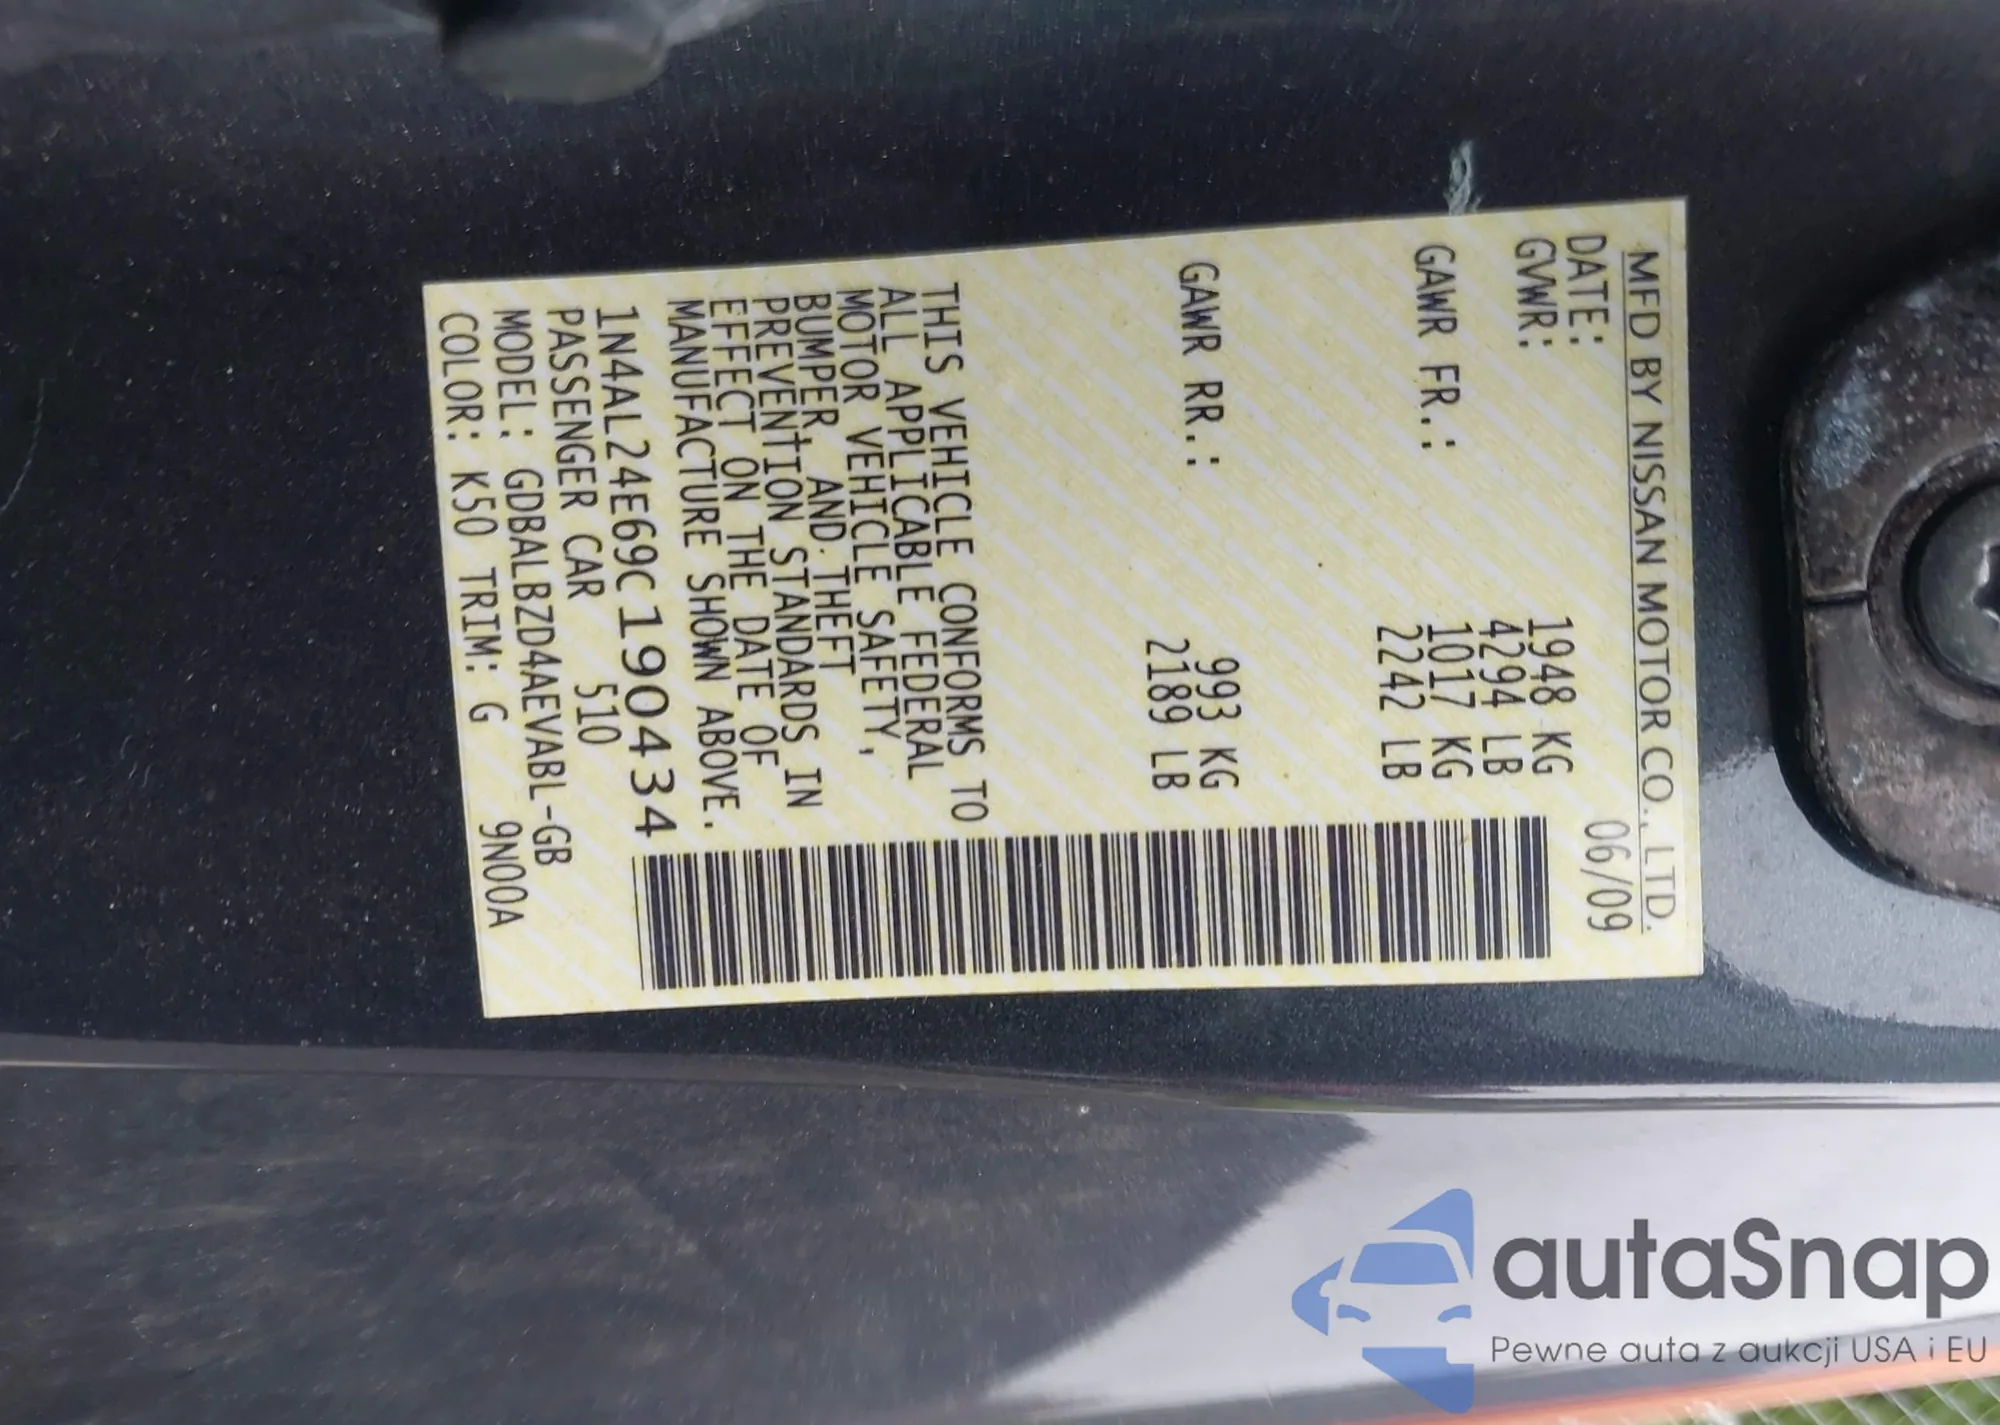 MFD BY NISSAN MOTOR CO., LTD.
DATE: 06/09
GVWR: 1948 KG
4294 LB
GAWR FR.: 1017 KG
2242 LB
GAWR RR.: 993 KG
2189 LB
THIS VEHICLE CONFORMS TO
ALL APPLICABLE FEDERAL
MOTOR VEHICLE SAFETY,
BUMPER, AND THEFT
PREVENTION STANDARDS IN
EFFECT ON THE DATE OF
MANUFACTURE SHOWN ABOVE.
1N4AL24E69C190434
PASSENGER CAR 510
MODEL: GDBALBZD4AEVABL-GB
COLOR: K50 TRIM: G 9N00A
autaSnap
Pewne auta z aukcji USA i EU